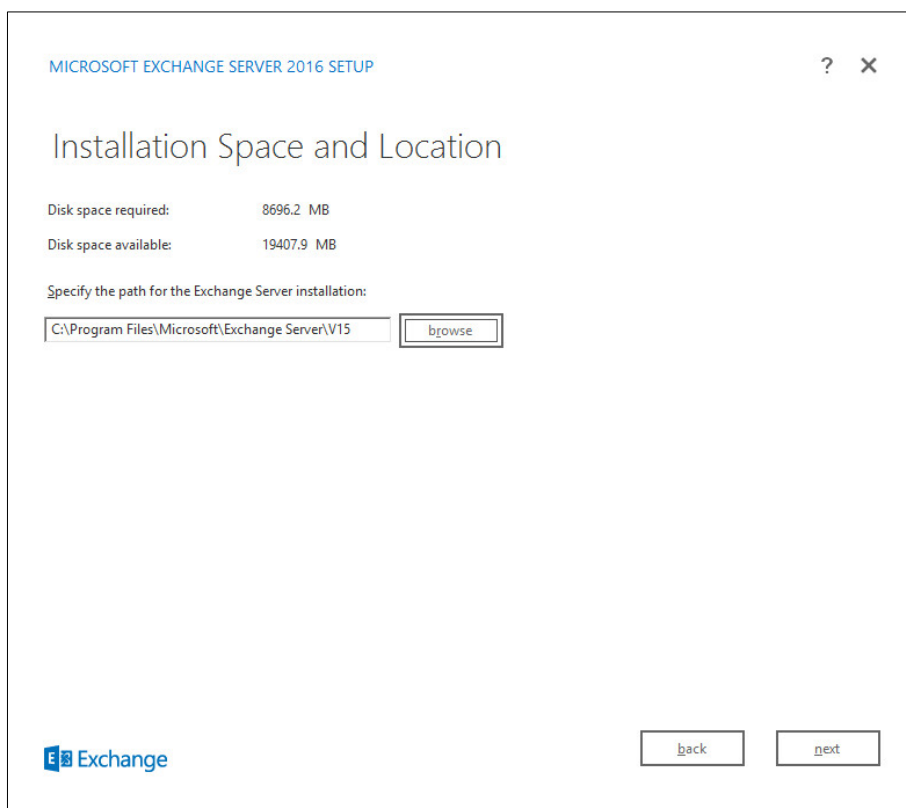 MICROSOFT EXCHANGE SERVER 2016 SETUP
? ✕
Installation Space and Location
Disk space required: 8696.2 MB
Disk space available: 19407.9 MB
Specify the path for the Exchange Server installation:
C:\Program Files\Microsoft\Exchange Server\V15 browse
back next
E Exchange